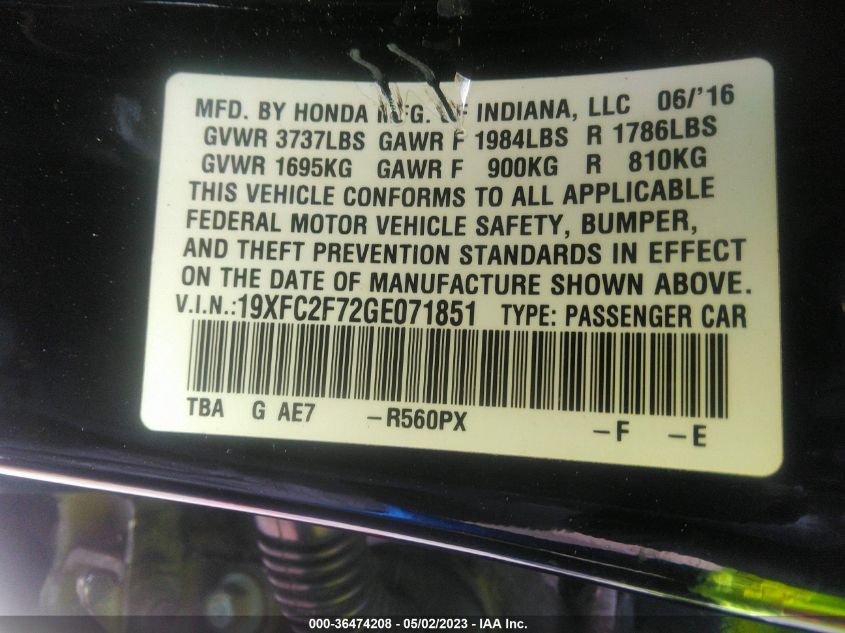 MFD. BY HONDA MFG. OF INDIANA, LLC 06/'16
GVWR 3737LBS GAWR F 1984LBS R 1786LBS
GVWR 1695KG GAWR F 900KG R 810KG
THIS VEHICLE CONFORMS TO ALL APPLICABLE
FEDERAL MOTOR VEHICLE SAFETY, BUMPER,
AND THEFT PREVENTION STANDARDS IN EFFECT
ON THE DATE OF MANUFACTURE SHOWN ABOVE.
V.I.N.:19XFC2F72GE071851 TYPE: PASSENGER CAR
TBA G AE7 –R560PX –F –E
000-36474208 - 05/02/2023 - IAA Inc.